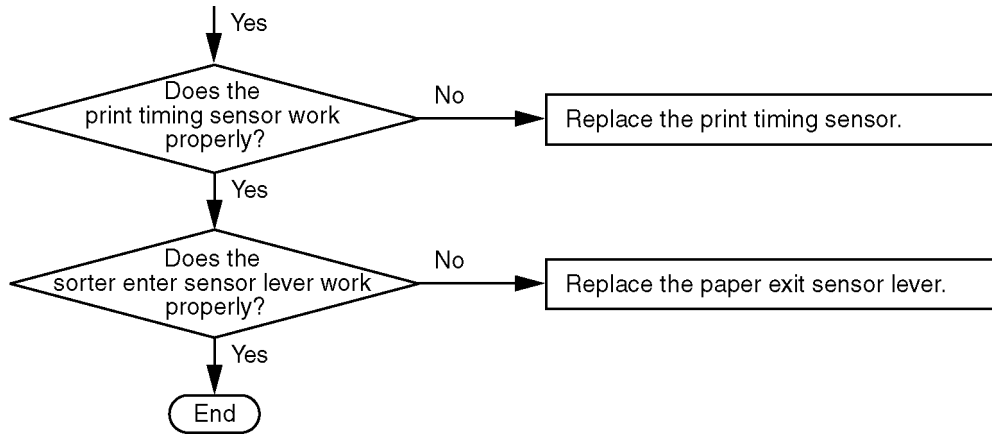 Yes
Does the
print timing sensor work
properly?
No
Replace the print timing sensor.
Yes
Does the
sorter enter sensor lever work
properly?
No
Replace the paper exit sensor lever.
Yes
End